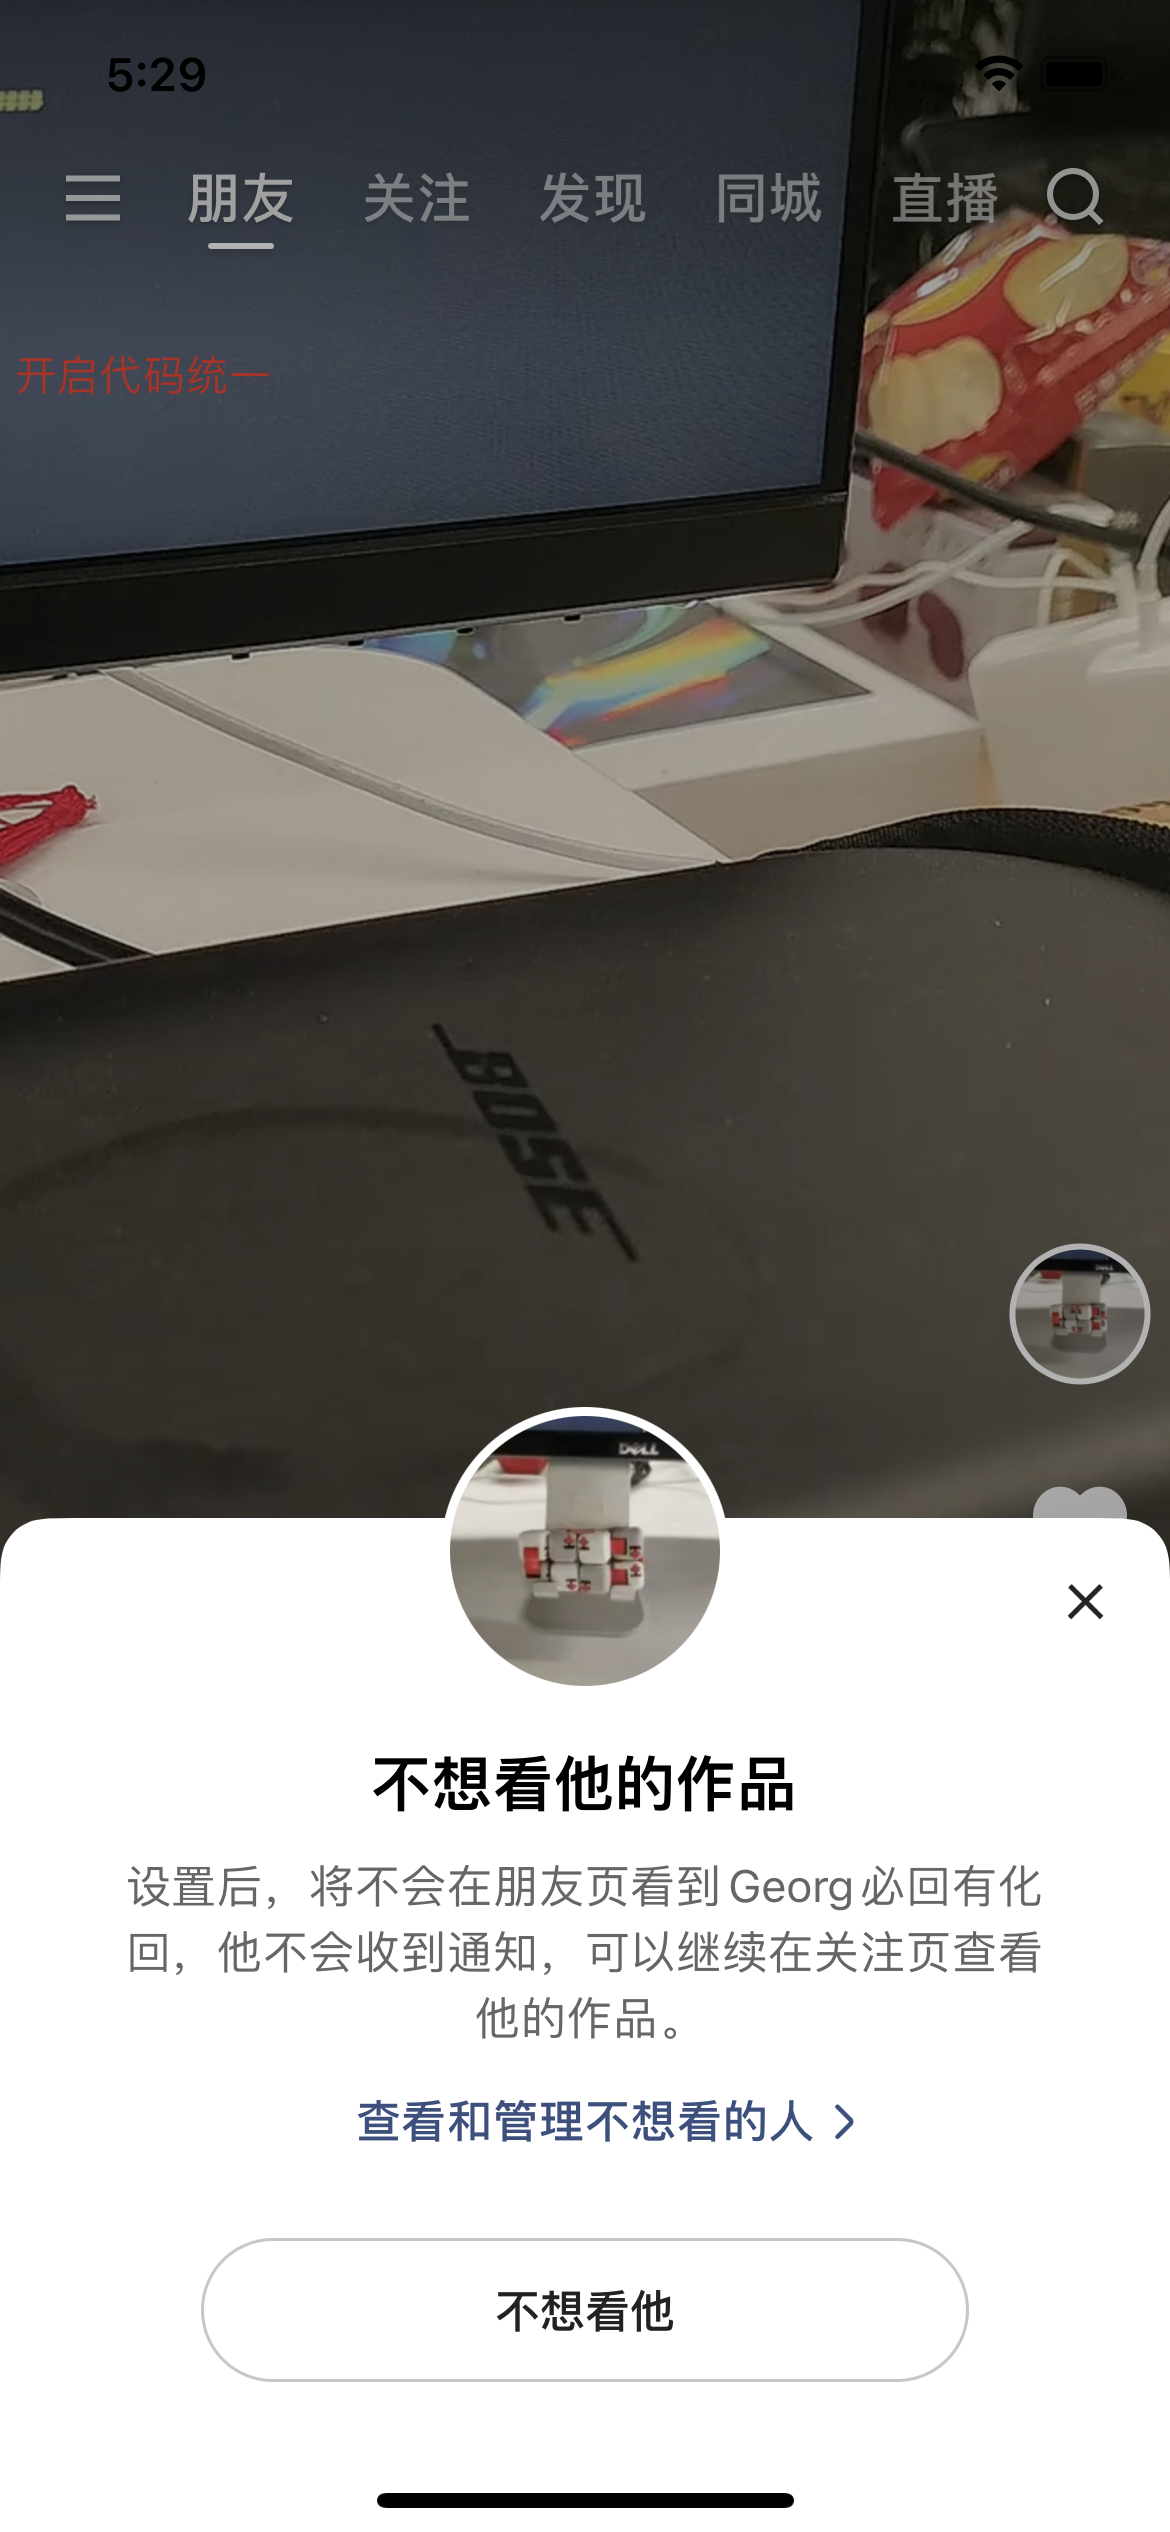 5:29
朋友 关注 发现 同城 直播
开启代码统一
BOSE
DELL
不想看他的作品
设置后，将不会在朋友页看到Georg必回有化
回，他不会收到通知，可以继续在关注页查看
他的作品。
查看和管理不想看的人
不想看他